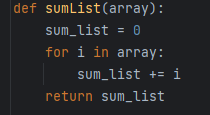 def sumList(array):
    sum_list = 0
    for i in array:
        sum_list += i
    return sum_list